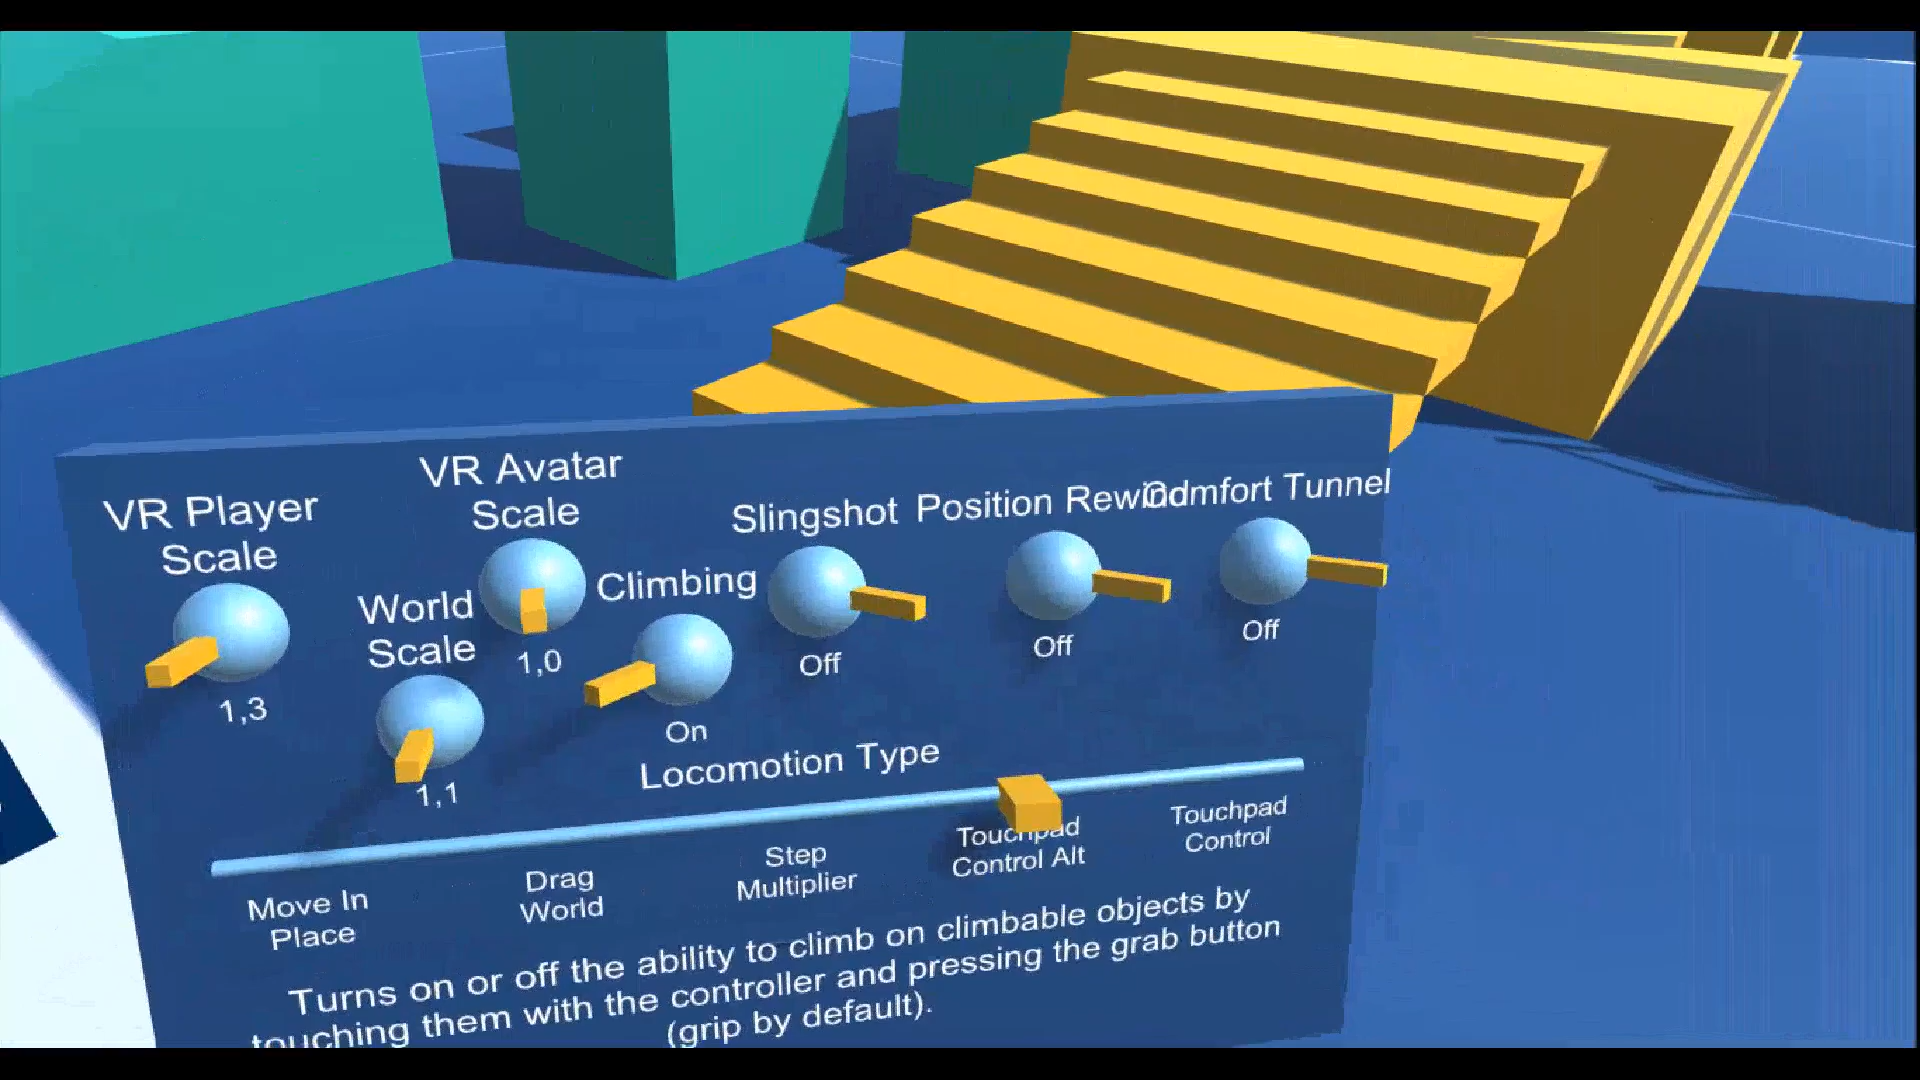 VR Player
Scale
1,3
World
Scale
1,1
VR Avatar
Scale
1,0
Climbing
On
Slingshot
Off
Position Rewind
Off
Comfort Tunnel
Off
Locomotion Type
Move In
Place
Drag
World
Step
Multiplier
Touchpad
Control Alt
Touchpad
Control
Turns on or off the ability to climb on climbable objects by
touching them with the controller and pressing the grab button
(grip by default).